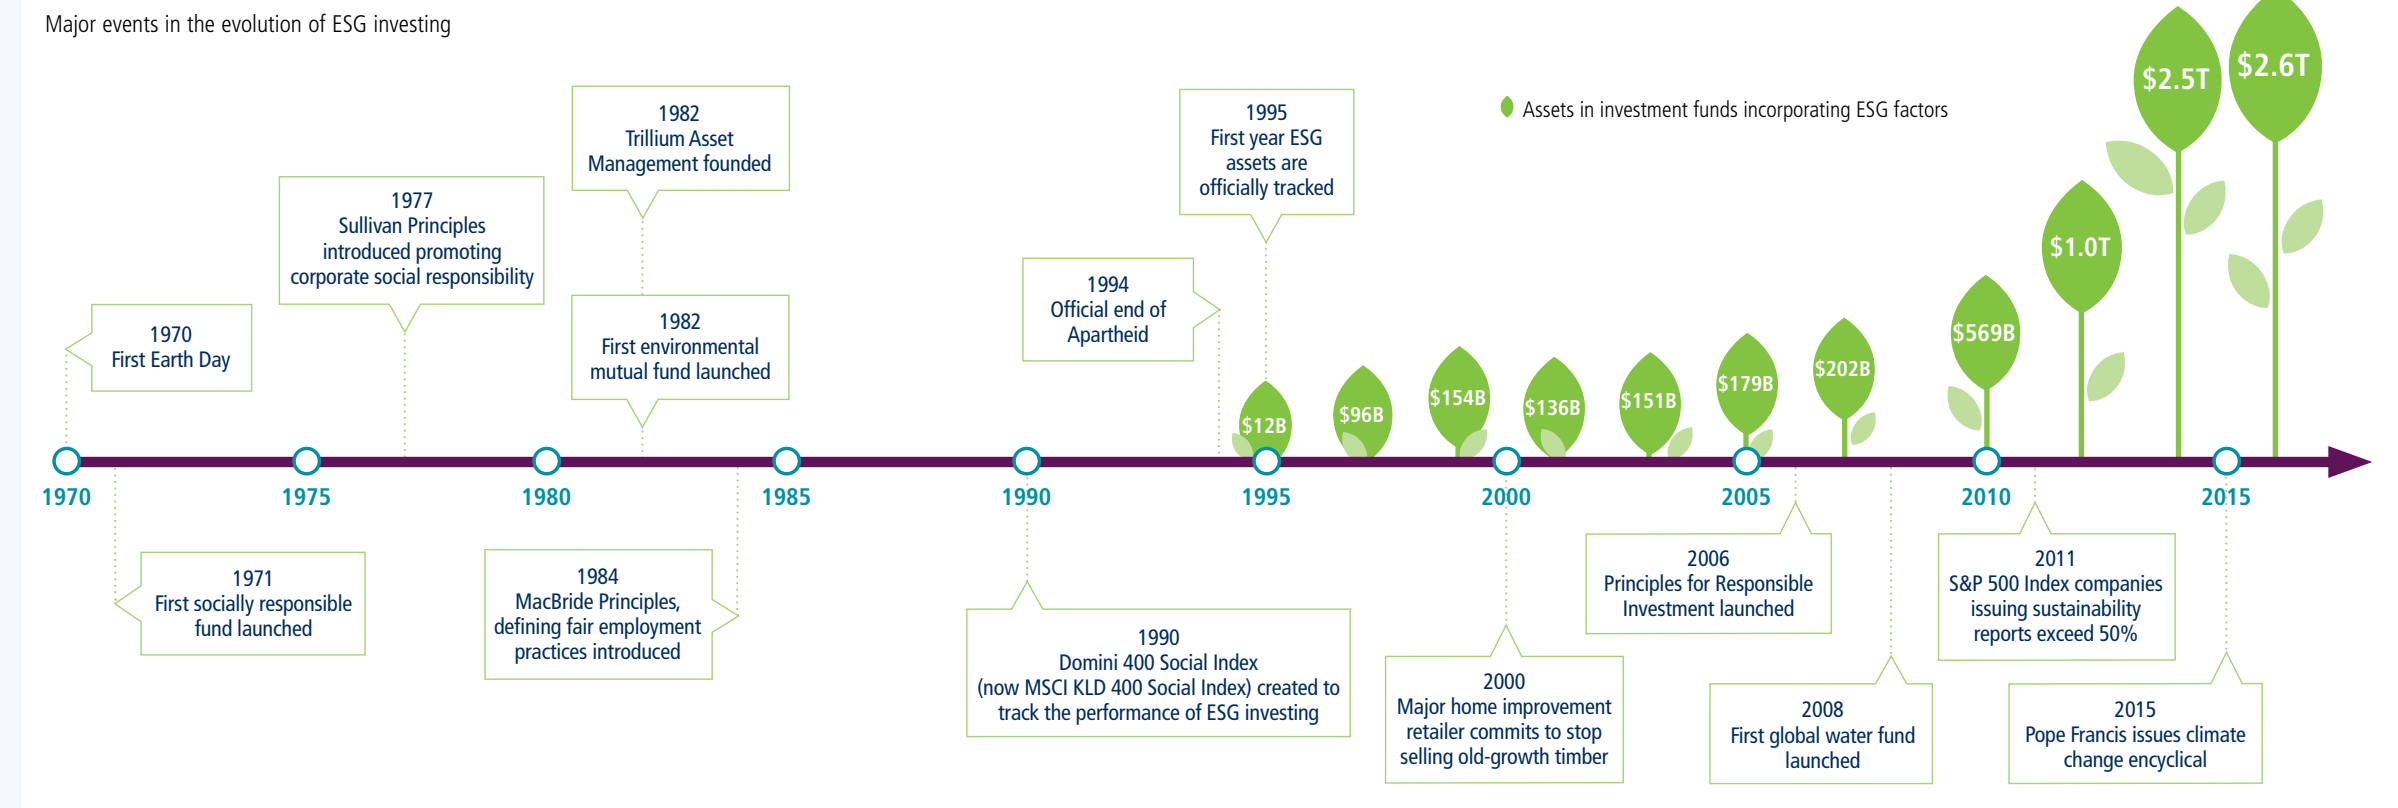 Major events in the evolution of ESG investing
Assets in investment funds incorporating ESG factors
1970
First Earth Day
1977
Sullivan Principles
introduced promoting
corporate social responsibility
1982
Trillium Asset
Management founded
1982
First environmental
mutual fund launched
1994
Official end of
Apartheid
1995
First year ESG
assets are
officially tracked
$12B
$96B
$154B
$136B
$151B
$179B
$202B
$569B
$1.0T
$2.5T
$2.6T
1970
1975
1980
1985
1990
1995
2000
2005
2010
2015
1971
First socially responsible
fund launched
1984
MacBride Principles,
defining fair employment
practices introduced
1990
Domini 400 Social Index
(now MSCI KLD 400 Social Index) created to
track the performance of ESG investing
2000
Major home improvement
retailer commits to stop
selling old-growth timber
2006
Principles for Responsible
Investment launched
2008
First global water fund
launched
2011
S&P 500 Index companies
issuing sustainability
reports exceed 50%
2015
Pope Francis issues climate
change encyclical